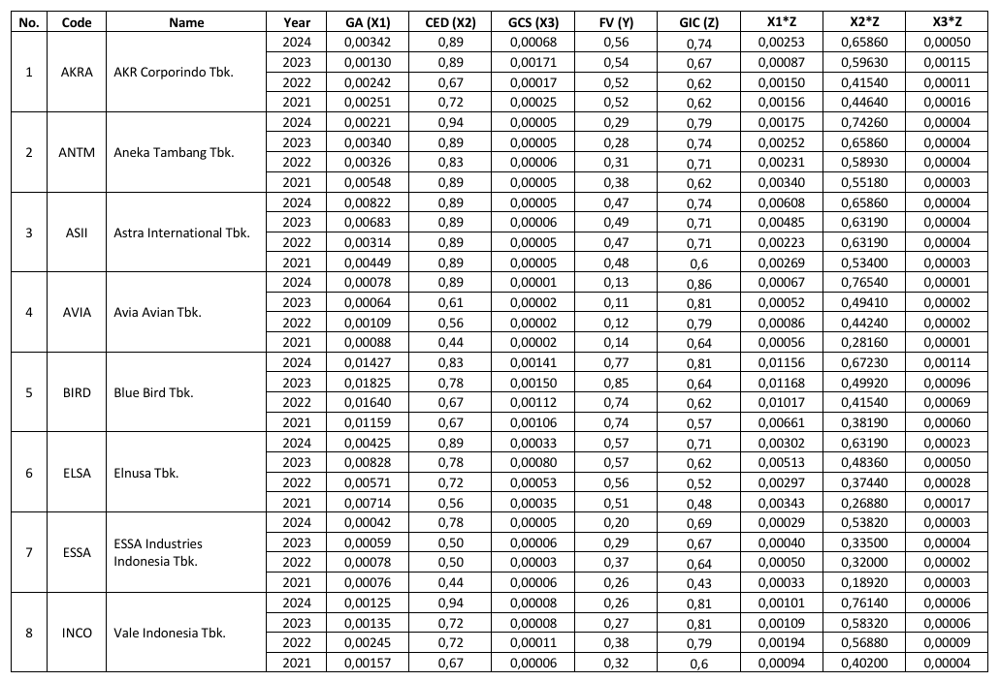 No. Code Name Year GA (X1) CED (X2) GCS (X3) FV (Y) GIC (Z) X1*Z X2*Z X3*Z
1 AKRA AKR Corporindo Tbk. 2024 0,00342 0,89 0,00068 0,56 0,74 0,00253 0,65860 0,00050
2023 0,00130 0,89 0,00171 0,54 0,67 0,00087 0,59630 0,00115
2022 0,00242 0,67 0,00017 0,52 0,62 0,00150 0,41540 0,00011
2021 0,00251 0,72 0,00025 0,52 0,62 0,00156 0,44640 0,00016
2 ANTM Aneka Tambang Tbk. 2024 0,00221 0,94 0,00005 0,29 0,79 0,00175 0,74260 0,00004
2023 0,00340 0,89 0,00005 0,28 0,74 0,00252 0,65860 0,00004
2022 0,00326 0,83 0,00006 0,31 0,71 0,00231 0,58930 0,00004
2021 0,00548 0,89 0,00005 0,38 0,62 0,00340 0,55180 0,00003
3 ASII Astra International Tbk. 2024 0,00822 0,89 0,00005 0,47 0,74 0,00608 0,65860 0,00004
2023 0,00683 0,89 0,00006 0,49 0,71 0,00485 0,63190 0,00004
2022 0,00314 0,89 0,00005 0,47 0,71 0,00223 0,63190 0,00004
2021 0,00449 0,89 0,00005 0,48 0,6 0,00269 0,53400 0,00003
4 AVIA Avia Avian Tbk. 2024 0,00078 0,89 0,00001 0,13 0,86 0,00067 0,76540 0,00001
2023 0,00064 0,61 0,00002 0,11 0,81 0,00052 0,49410 0,00002
2022 0,00109 0,56 0,00002 0,12 0,79 0,00086 0,44240 0,00002
2021 0,00088 0,44 0,00002 0,14 0,64 0,00056 0,28160 0,00001
5 BIRD Blue Bird Tbk. 2024 0,01427 0,83 0,00141 0,77 0,81 0,01156 0,67230 0,00114
2023 0,01825 0,78 0,00150 0,85 0,64 0,01168 0,49920 0,00096
2022 0,01640 0,67 0,00112 0,74 0,62 0,01017 0,41540 0,00069
2021 0,01159 0,67 0,00106 0,74 0,57 0,00661 0,38190 0,00060
6 ELSA Elnusa Tbk. 2024 0,00425 0,89 0,00033 0,57 0,71 0,00302 0,63190 0,00023
2023 0,00828 0,78 0,00080 0,57 0,62 0,00513 0,48360 0,00050
2022 0,00571 0,72 0,00053 0,56 0,52 0,00297 0,37440 0,00028
2021 0,00714 0,56 0,00035 0,51 0,48 0,00343 0,26880 0,00017
7 ESSA ESSA Industries Indonesia Tbk. 2024 0,00042 0,78 0,00005 0,20 0,69 0,00029 0,53820 0,00003
2023 0,00059 0,50 0,00006 0,29 0,67 0,00040 0,33500 0,00004
2022 0,00078 0,50 0,00003 0,37 0,64 0,00050 0,32000 0,00002
2021 0,00076 0,44 0,00006 0,26 0,43 0,00033 0,18920 0,00003
8 INCO Vale Indonesia Tbk. 2024 0,00125 0,94 0,00008 0,26 0,81 0,00101 0,76140 0,00006
2023 0,00135 0,72 0,00008 0,27 0,81 0,00109 0,58320 0,00006
2022 0,00245 0,72 0,00011 0,38 0,79 0,00194 0,56880 0,00009
2021 0,00157 0,67 0,00006 0,32 0,6 0,00094 0,40200 0,00004